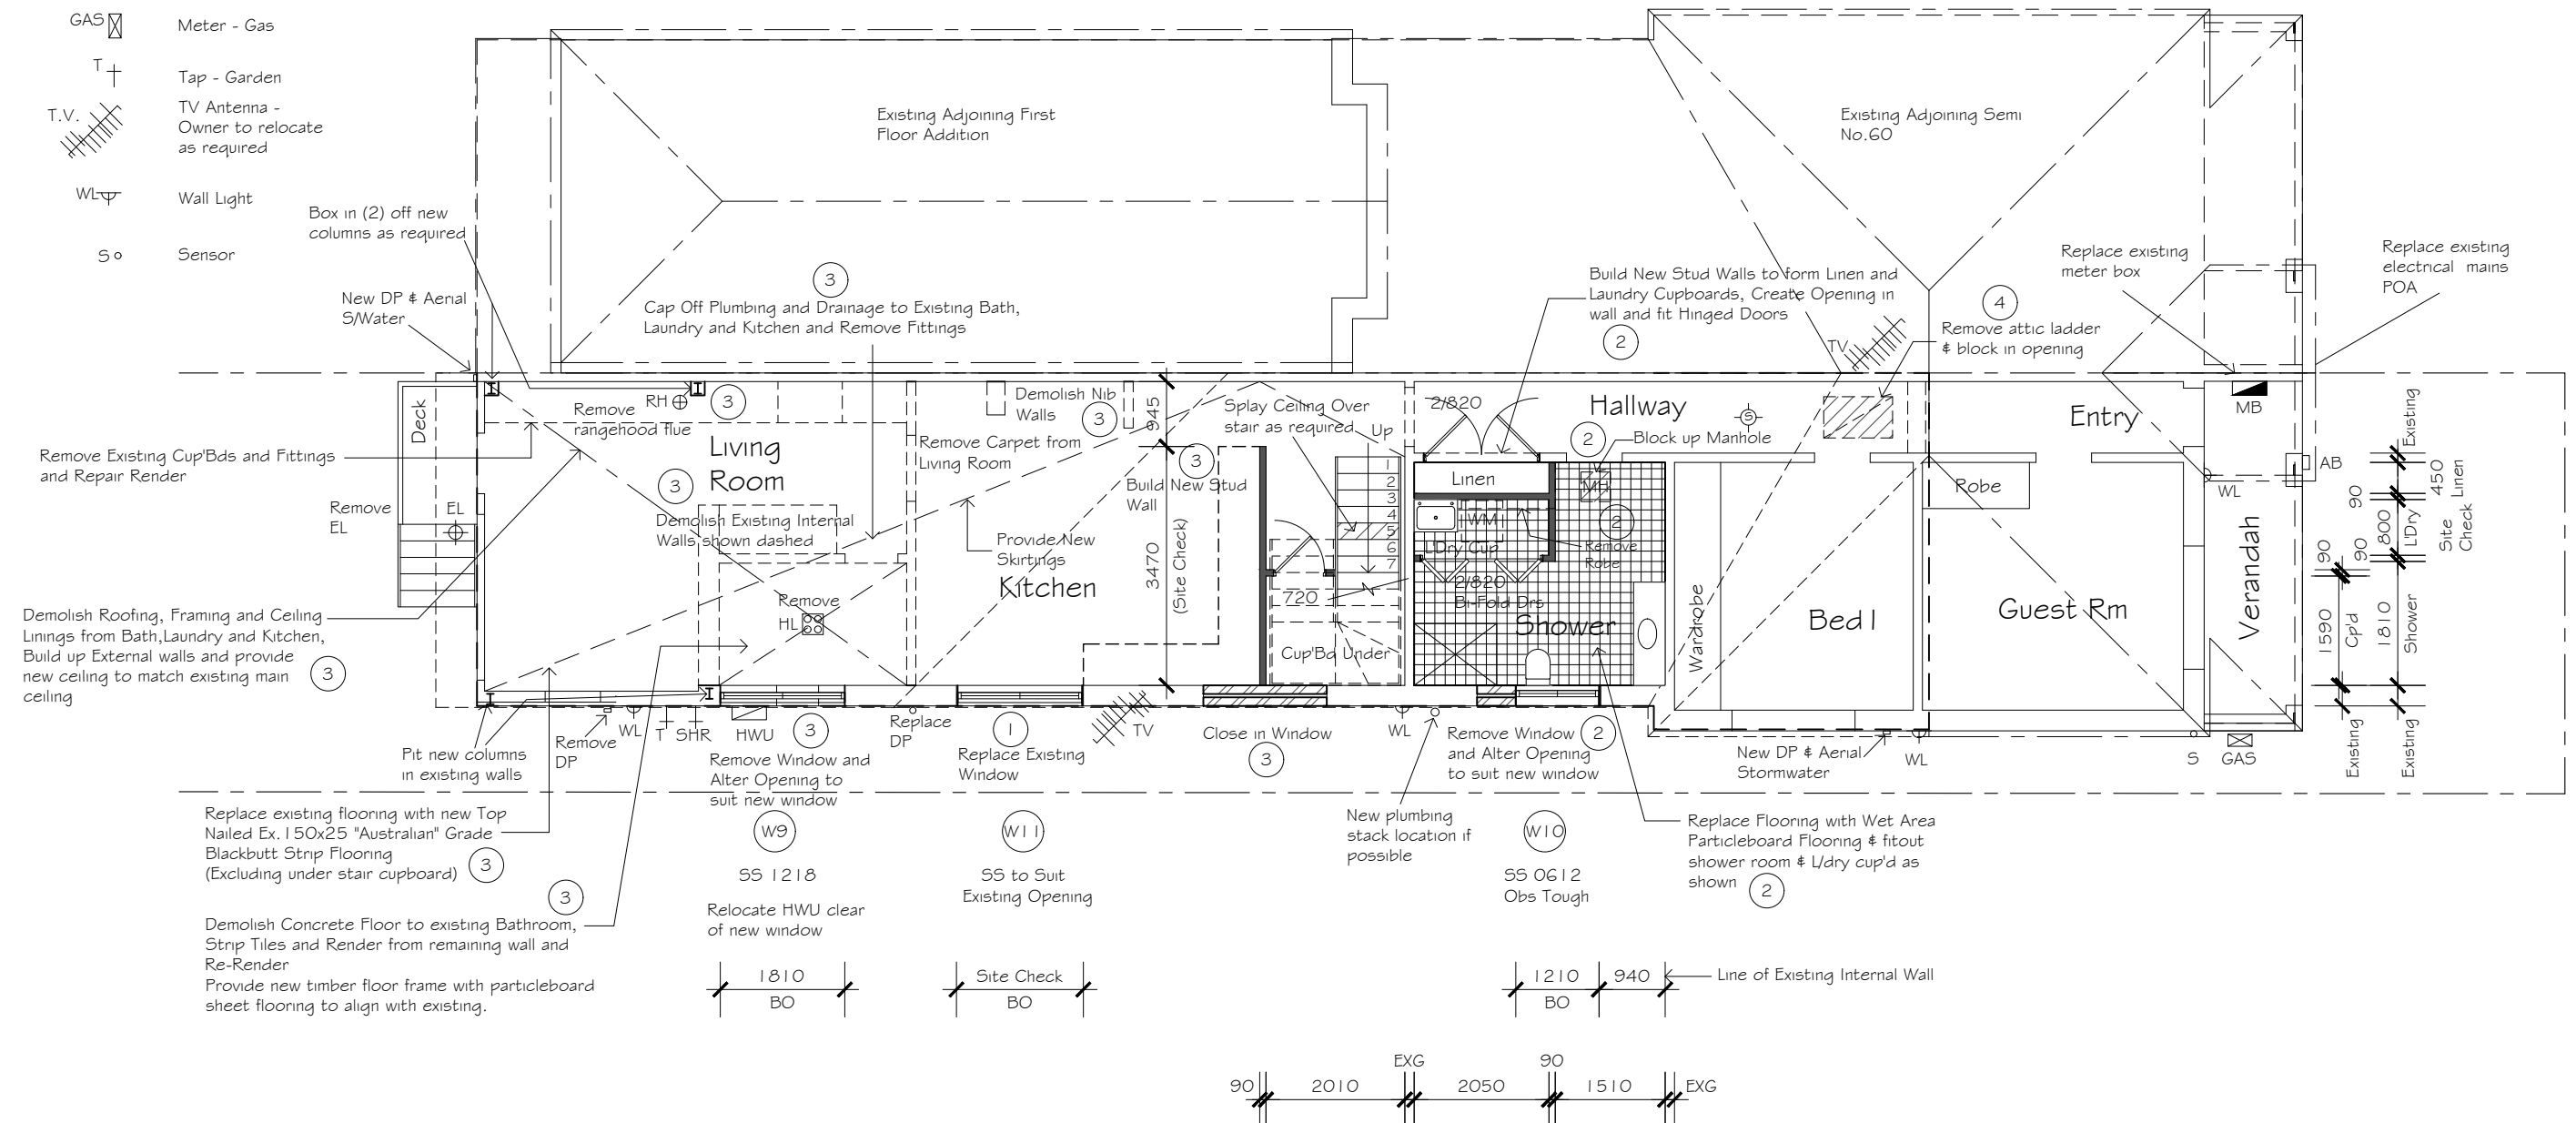 GAS
Meter - Gas
T
Tap - Garden
T.V.
TV Antenna -
Owner to relocate
as required
WL
Wall Light
S
Sensor
Box in (2) off new
columns as required
New DP & Aerial
S/Water
Existing Adjoining First
Floor Addition
3
Cap Off Plumbing and Drainage to Existing Bath,
Laundry and Kitchen and Remove Fittings
Existing Adjoining Semi
No.60
Build New Stud Walls to form Linen and
Laundry Cupboards, Create Opening in
wall and fit Hinged Doors
2
4
Remove attic ladder
& block in opening
TV
Replace existing
meter box
Replace existing
electrical mains
POA
Deck
Remove Existing Cup'Bds and Fittings
and Repair Render
Remove
EL
EL
Demolish Roofing, Framing and Ceiling
Linings from Bath,Laundry and Kitchen,
Build up External walls and provide
new ceiling to match existing main
ceiling
3
RH
3
Remove
rangehood flue
Living
Room
3
Demolish Existing Internal
Walls shown dashed
Remove
HL
Remove Carpet from
Living Room
Provide New
Skirtings
Kitchen
Demolish Nib
Walls
3
945
3
Build New Stud
Wall
3470
(Site Check)
Splay Ceiling Over
stair as required
Up
1
2
3
4
5
6
7
720
Cup'Bd Under
2/820
Hallway
S
2
Block up Manhole
MH
Linen
WM
2
L'Dry Cup
Remove
Robe
2/820
Bi-Fold Drs
Shower
Wardrobe
Bed 1
Robe
Guest Rm
Entry
MB
AB
WL
Verandah
Existing
450
Linen
90
800
L'Dry
Site
Check
90
90
1590
Cp'd
1810
Shower
Existing
Existing
Pit new columns
in existing walls
Remove
DP
WL
T
SHR
HWU
3
Remove Window and
Alter Opening to
suit new window
Replace
DP
1
Replace Existing
Window
TV
Close in Window
3
WL
Remove Window
and Alter Opening
to suit new window
2
New DP & Aerial
Stormwater
WL
S
GAS
Replace existing flooring with new Top
Nailed Ex.150x25 "Australian" Grade
Blackbutt Strip Flooring
(Excluding under stair cupboard)
3
3
Demolish Concrete Floor to existing Bathroom,
Strip Tiles and Render from remaining wall and
Re-Render
Provide new timber floor frame with particleboard
sheet flooring to align with existing.
W9
SS 1218
Relocate HWU clear
of new window
W11
SS to Suit
Existing Opening
New plumbing
stack location if
possible
W10
SS 0612
Obs Tough
Replace Flooring with Wet Area
Particleboard Flooring & fitout
shower room & L/dry cup'd as
shown
2
1810
BO
Site Check
BO
1210
BO
940
Line of Existing Internal Wall
90
2010
EXG
2050
90
1510
EXG